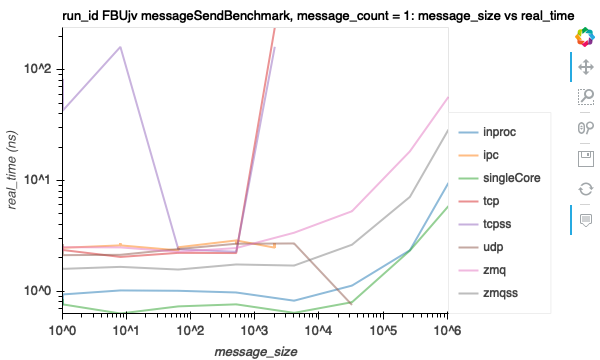 run_id FBUjv messageSendBenchmark, message_count = 1: message_size vs real_time
10^2
10^1
10^0
real_time (ns)
inproc
ipc
singleCore
tcp
tcpss
udp
zmq
zmqss
10^0 10^1 10^2 10^3 10^4 10^5 10^6
message_size